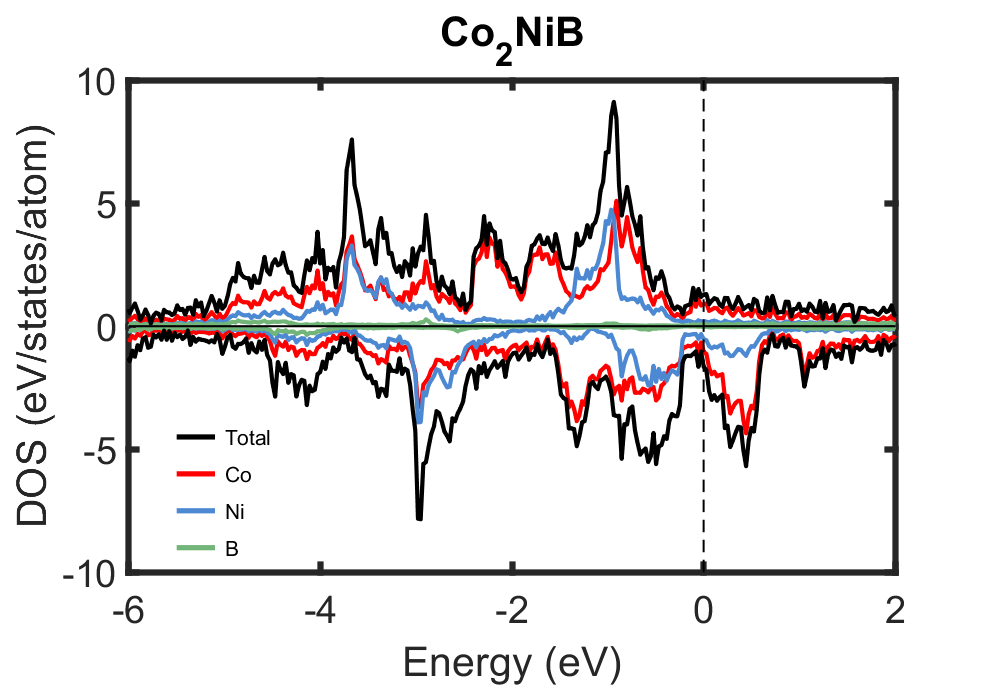 Co₂NiB
DOS (eV/states/atom)
10
5
0
-5
-10
Total
Co
Ni
B
-6 -4 -2 0 2
Energy (eV)